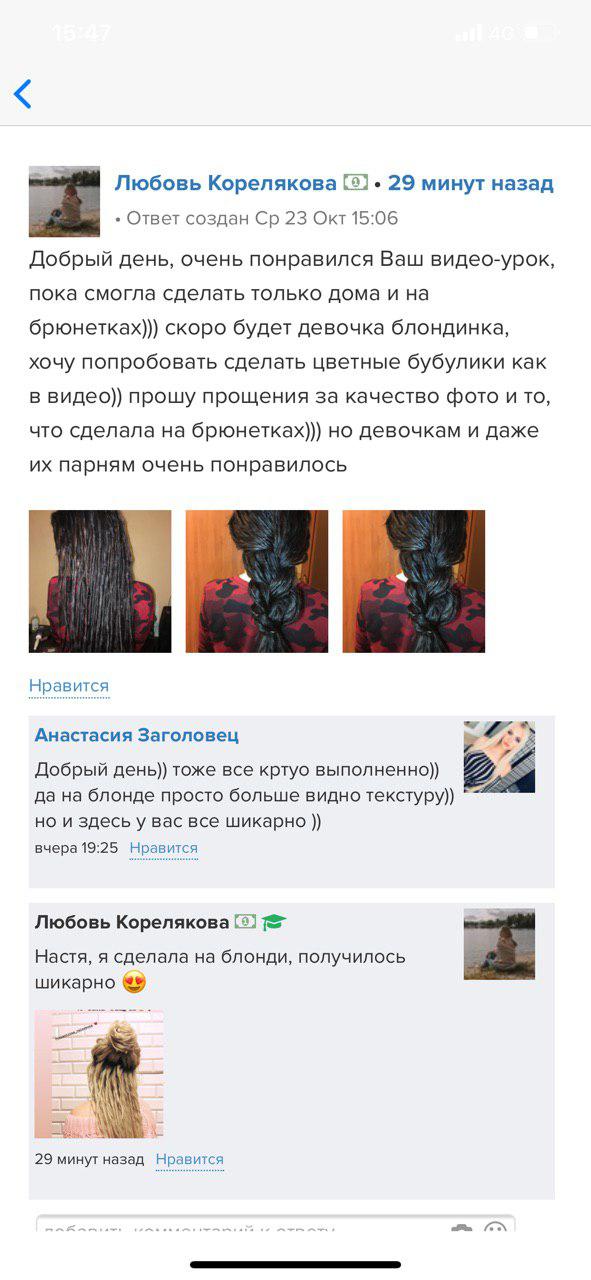 15:47
4G
Любовь Корелякова • 29 минут назад
• Ответ создан Ср 23 Окт 15:06
Добрый день, очень понравился Ваш видео-урок,
пока смогла сделать только дома и на
брюнетках))) скоро будет девочка блондинка,
хочу попробовать сделать цветные бубулики как
в видео)) прошу прощения за качество фото и то,
что сделала на брюнетках))) но девочкам и даже
их парням очень понравилось
Нравится
Анастасия Заголовец
Добрый день)) тоже все кртуо выполненно))
да на блонде просто больше видно текстуру))
но и здесь у вас все шикарно ))
вчера 19:25 Нравится
Любовь Корелякова
Настя, я сделала на блонди, получилось
шикарно 😍
29 минут назад Нравится
добавить комментарий к ответу